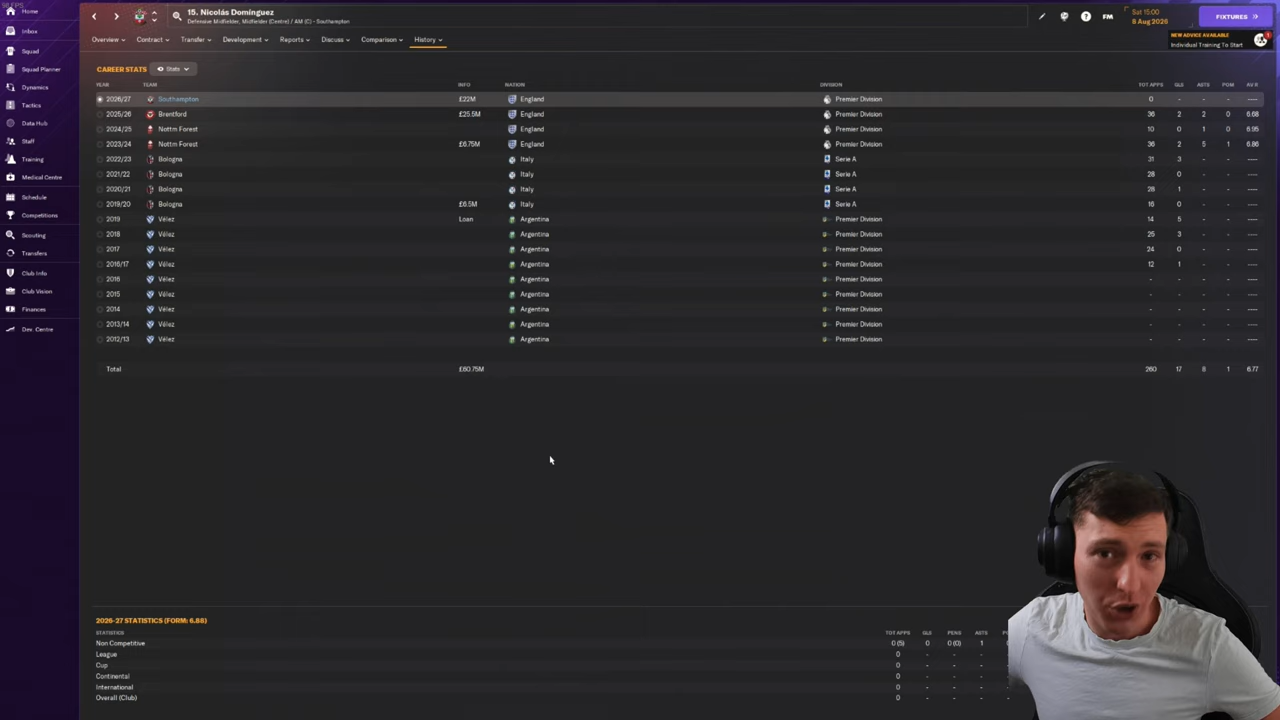 Home
15. Nicolás Domínguez
Defensive Midfielder, Midfielder (Centre) / AM (C) - Southampton
FM
Sat 15:00
8 Aug 2026
FIXTURES
Inbox
Overview Contract Transfer Development Reports Discuss Comparison History
NEW ADVICE AVAILABLE
Individual Training To Start
1
Squad
Squad Planner
Dynamics
Tactics
Data Hub
Staff
Training
Medical Centre
Schedule
Competitions
Scouting
Transfers
Club Info
Club Vision
Finances
Dev. Centre
CAREER STATS Stats
YEAR TEAM INFO NATION DIVISION TOT APPS GLS ASTS POM AV R
2026/27 Southampton £22M England Premier Division 0 - - - ----
2025/26 Brentford £25.5M England Premier Division 36 2 2 0 6.68
2024/25 Nottm Forest England Premier Division 10 0 1 0 6.95
2023/24 Nottm Forest £6.75M England Premier Division 36 2 5 1 6.86
2022/23 Bologna Italy Serie A 31 3 - - ----
2021/22 Bologna Italy Serie A 28 0 - - ----
2020/21 Bologna Italy Serie A 28 1 - - ----
2019/20 Bologna £6.5M Italy Serie A 16 0 - - ----
2019 Vélez Loan Argentina Premier Division 14 5 - - ----
2018 Vélez Argentina Premier Division 25 3 - - ----
2017 Vélez Argentina Premier Division 24 0 - - ----
2016/17 Vélez Argentina Premier Division 12 1 - - ----
2016 Vélez Argentina Premier Division - - - - ----
2015 Vélez Argentina Premier Division - - - - ----
2014 Vélez Argentina Premier Division - - - - ----
2013/14 Vélez Argentina Premier Division - - - - ----
2012/13 Vélez Argentina Premier Division - - - - ----
Total £60.75M 260 17 8 1 6.77
2026-27 STATISTICS (FORM: 6.88)
STATISTICS TOT APPS GLS PENS ASTS
Non Competitive 0 (5) 0 0 (0) 1
League 0 - - - -
Cup 0 - - - -
Continental 0 - - - -
International 0 - - - -
Overall (Club) 0 - - - -